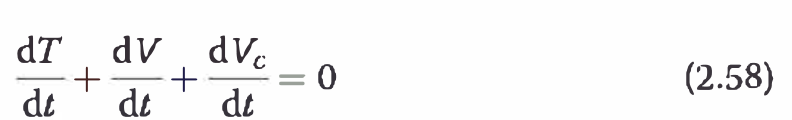 dT/dt + dV/dt + dV_c/dt = 0 (2.58)